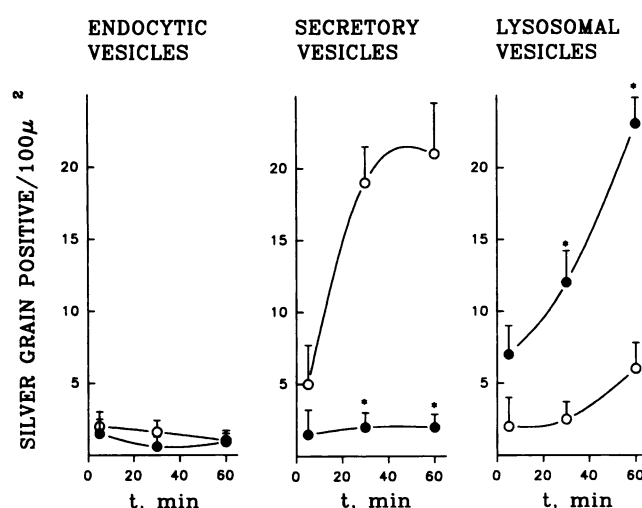 ENDOCYTIC
VESICLES
SECRETORY
VESICLES
LYSOSOMAL
VESICLES
SILVER GRAIN POSITIVE/100μ²
20
15
10
5
0 20 40 60
t, min
20
15
10
5
0 20 40 60
t, min
20
15
10
5
0 20 40 60
t, min
* *
* *